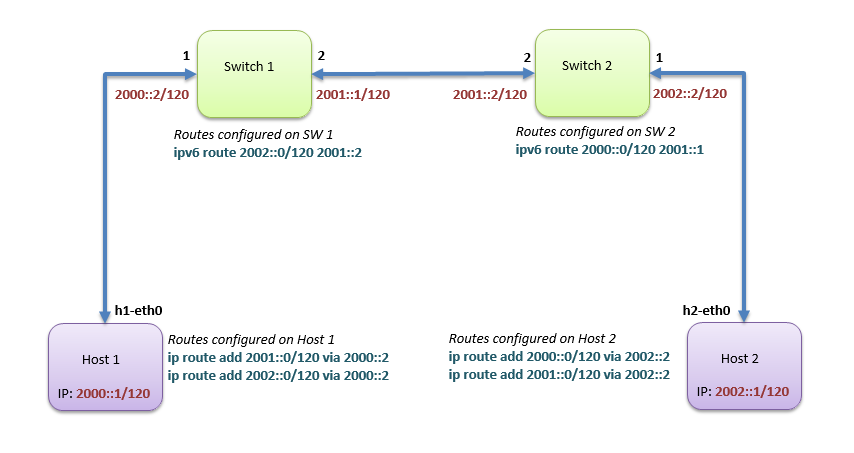 1
Switch 1
2
2000::2/120
2001::1/120
Routes configured on SW 1
ipv6 route 2002::0/120 2001::2
2
Switch 2
1
2001::2/120
2002::2/120
Routes configured on SW 2
ipv6 route 2000::0/120 2001::1
h1-eth0
Host 1
IP: 2000::1/120
Routes configured on Host 1
ip route add 2001::0/120 via 2000::2
ip route add 2002::0/120 via 2000::2
Routes configured on Host 2
ip route add 2000::0/120 via 2002::2
ip route add 2001::0/120 via 2002::2
h2-eth0
Host 2
IP: 2002::1/120